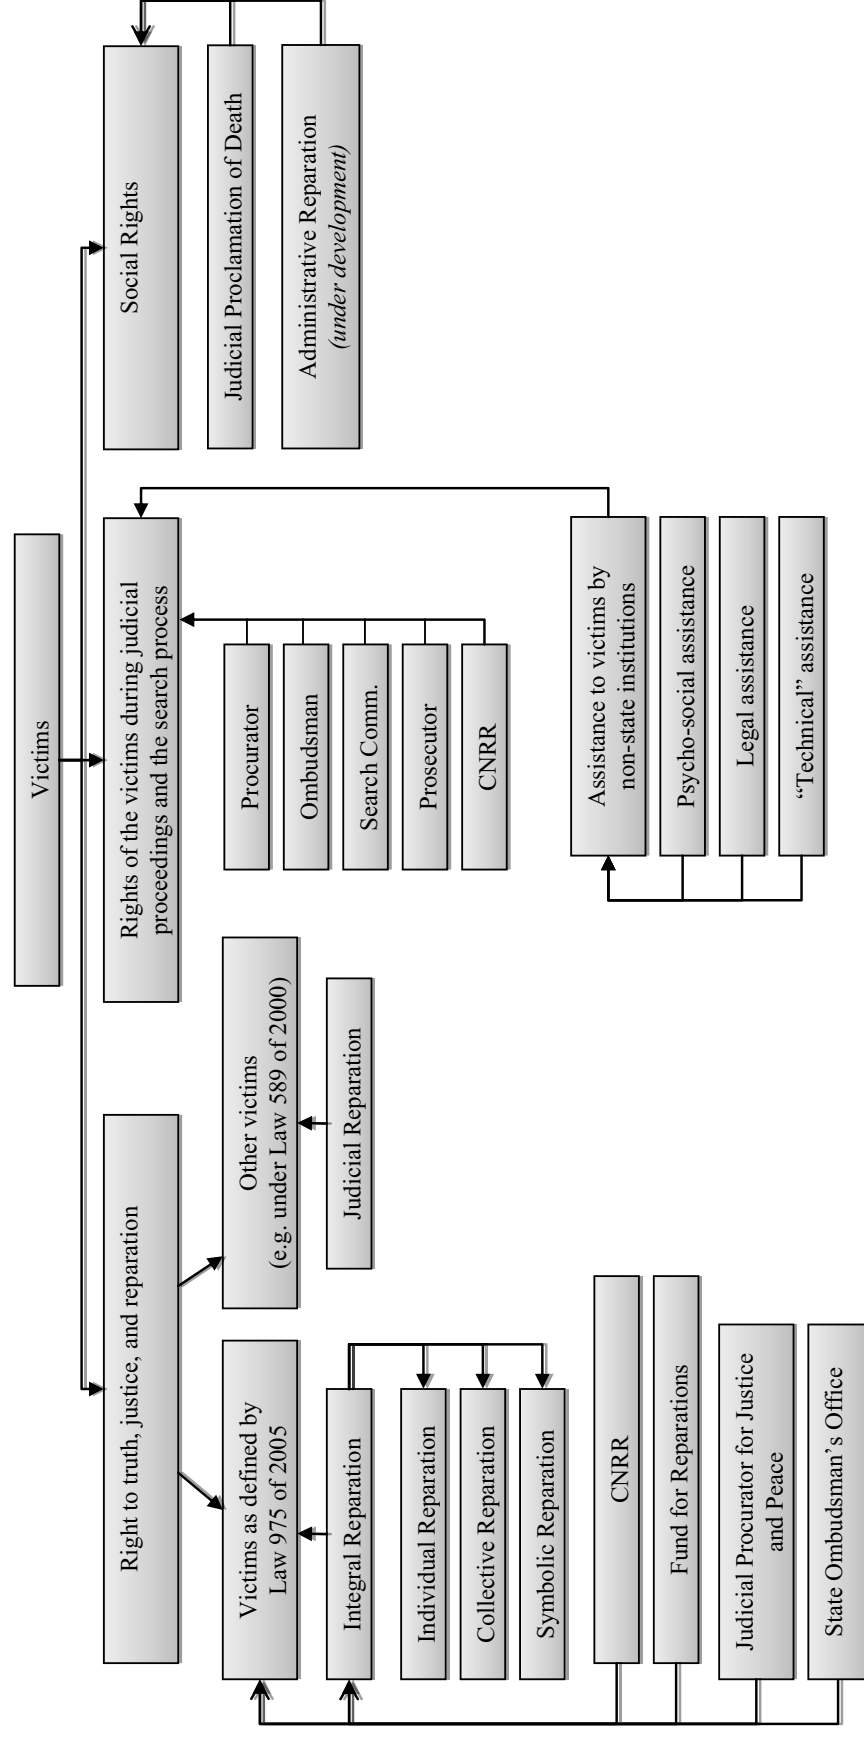 Victims
Right to truth, justice, and reparation
Victims as defined by
Law 975 of 2005
Integral Reparation
Individual Reparation
Collective Reparation
Symbolic Reparation
CNRR
Fund for Reparations
Judicial Procurator for Justice
and Peace
State Ombudsman’s Office
Other victims
(e.g. under Law 589 of 2000)
Judicial Reparation
Rights of the victims during judicial
proceedings and the search process
Procurator
Ombudsman
Search Comm.
Prosecutor
CNRR
Assistance to victims by
non-state institutions
Psycho-social assistance
Legal assistance
“Technical” assistance
Social Rights
Judicial Proclamation of Death
Administrative Reparation
(under development)